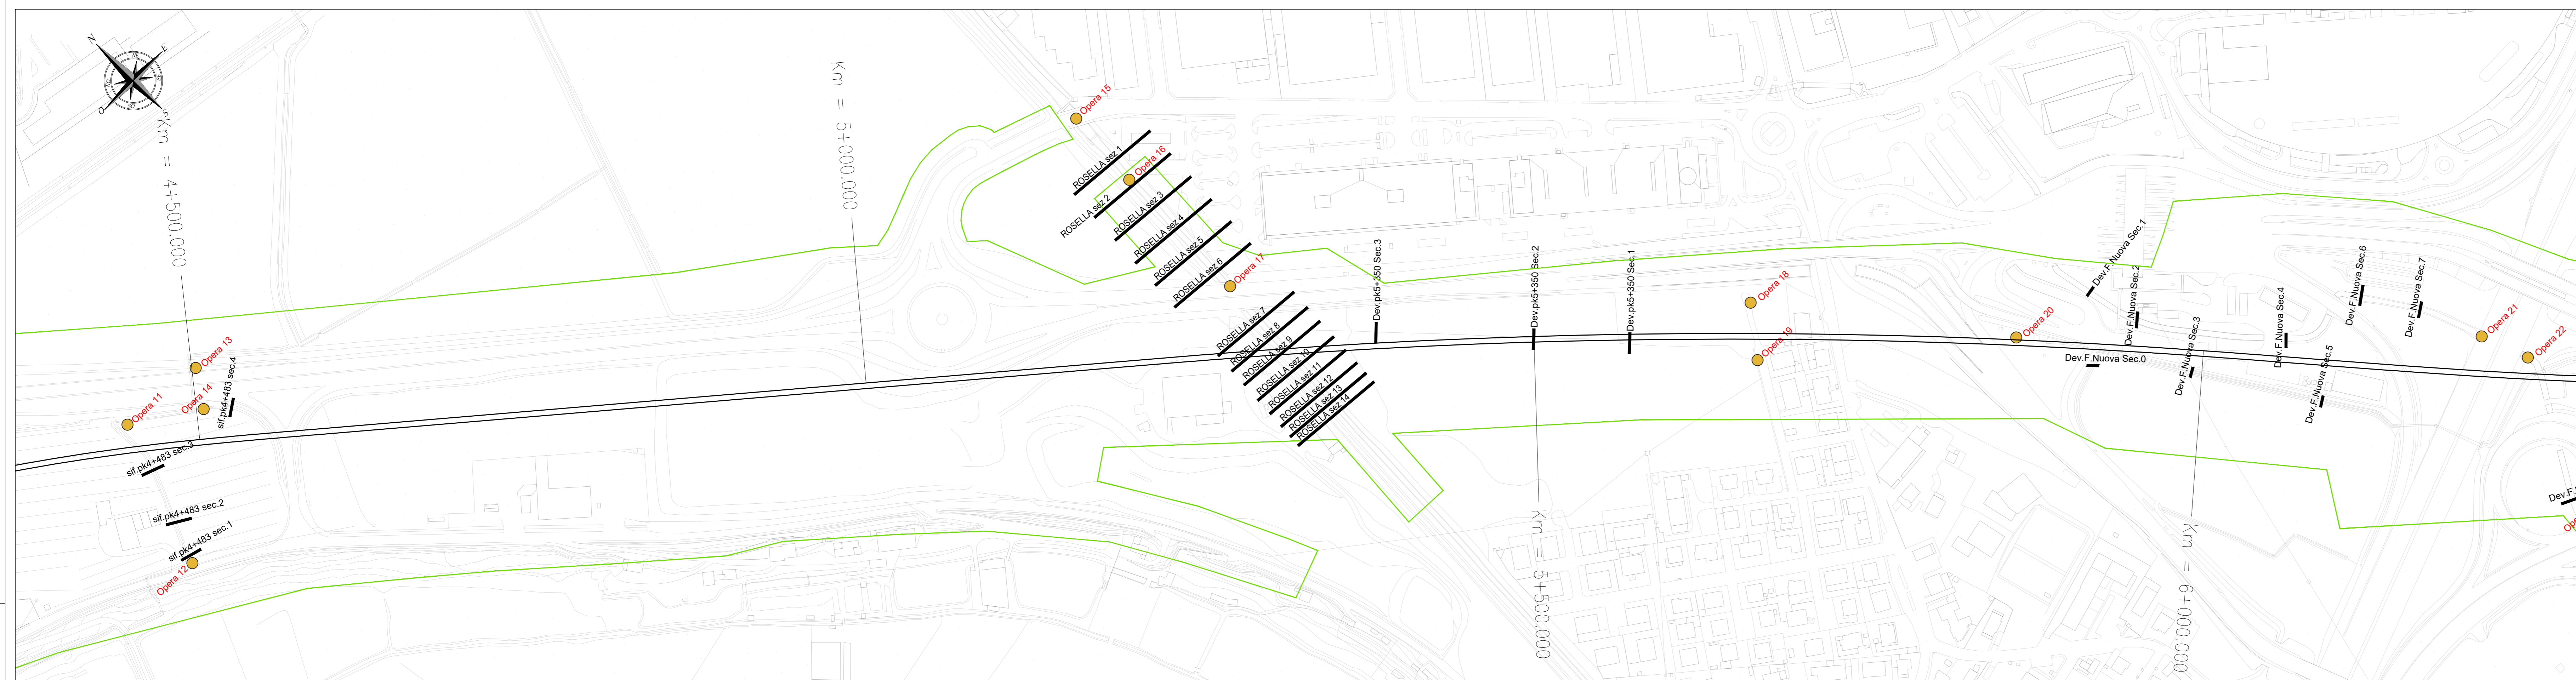 N
E
S
O
NE
SE
SO
NO
Km = 4+500.000
Km = 5+000.000
Km = 5+500.000
Km = 6+000.000
Opera 11
Opera 12
Opera 13
Opera 14
sif.pk4+483 sec.4
sif.pk4+483 sec.3
sif.pk4+483 sec.2
sif.pk4+483 sec.1
Opera 15
Opera 16
ROSELLA sez 1
ROSELLA sez 2
ROSELLA sez 3
ROSELLA sez 4
ROSELLA sez 5
ROSELLA sez 6
Opera 17
ROSELLA sez 7
ROSELLA sez 8
ROSELLA sez 9
ROSELLA sez 10
ROSELLA sez 11
ROSELLA sez 12
ROSELLA sez 13
ROSELLA sez 14
Dev.pk5+350 Sec.3
Dev.pk5+350 Sec.2
Dev.pk5+350 Sec.1
Opera 18
Opera 19
Opera 20
Dev.F.Nuova Sec.1
Dev.F.Nuova Sec.2
Dev.F.Nuova Sec.0
Dev.F.Nuova Sec.3
Dev.F.Nuova Sec.4
Dev.F.Nuova Sec.5
Dev.F.Nuova Sec.6
Dev.F.Nuova Sec.7
Opera 21
Opera 22
Dev.F.